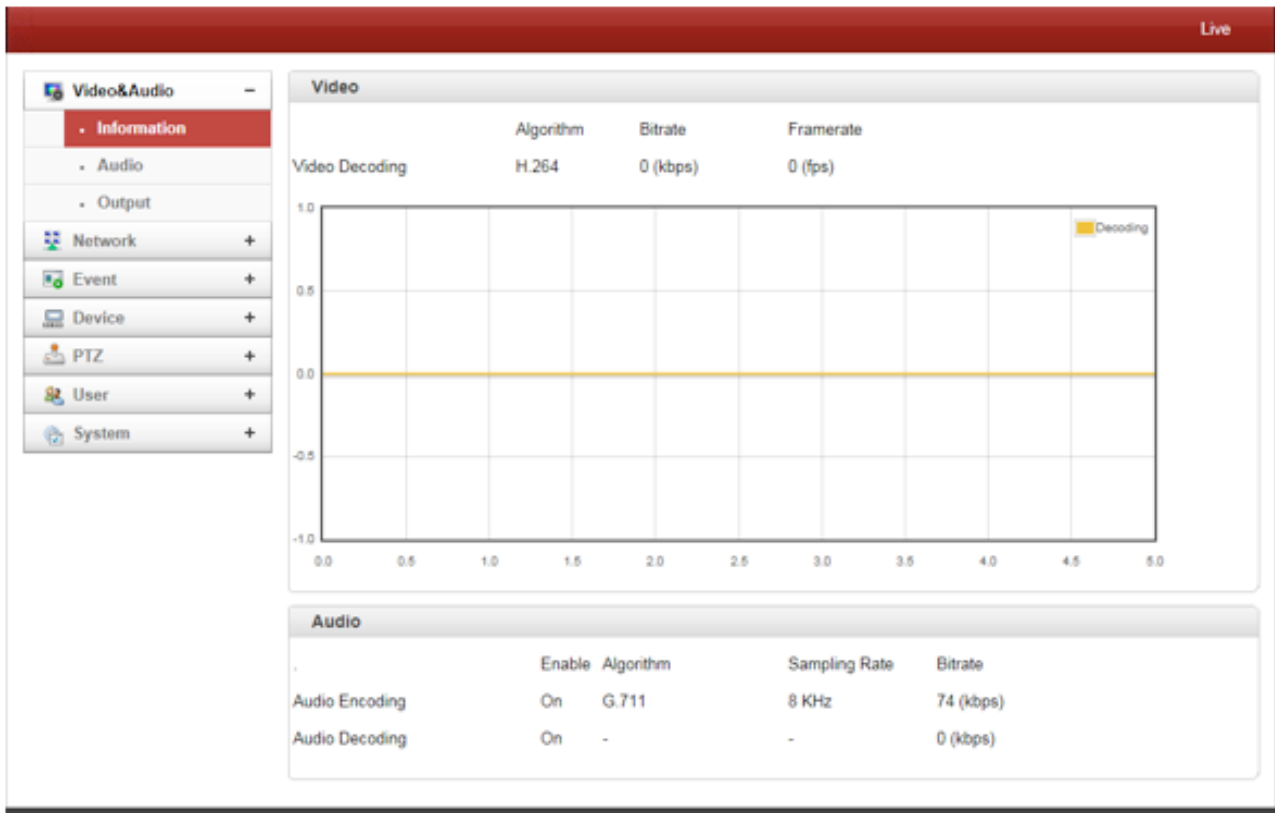 Live
Video&Audio –
• Information
• Audio
• Output
Network +
Event +
Device +
PTZ +
User +
System +
Video
Algorithm Bitrate Framerate
Video Decoding H.264 0 (kbps) 0 (fps)
1.0
Decoding
0.5
0.0
-0.5
-1.0
0.0 0.5 1.0 1.5 2.0 2.5 3.0 3.5 4.0 4.5 5.0
Audio
. Enable Algorithm Sampling Rate Bitrate
Audio Encoding On G.711 8 KHz 74 (kbps)
Audio Decoding On - - 0 (kbps)